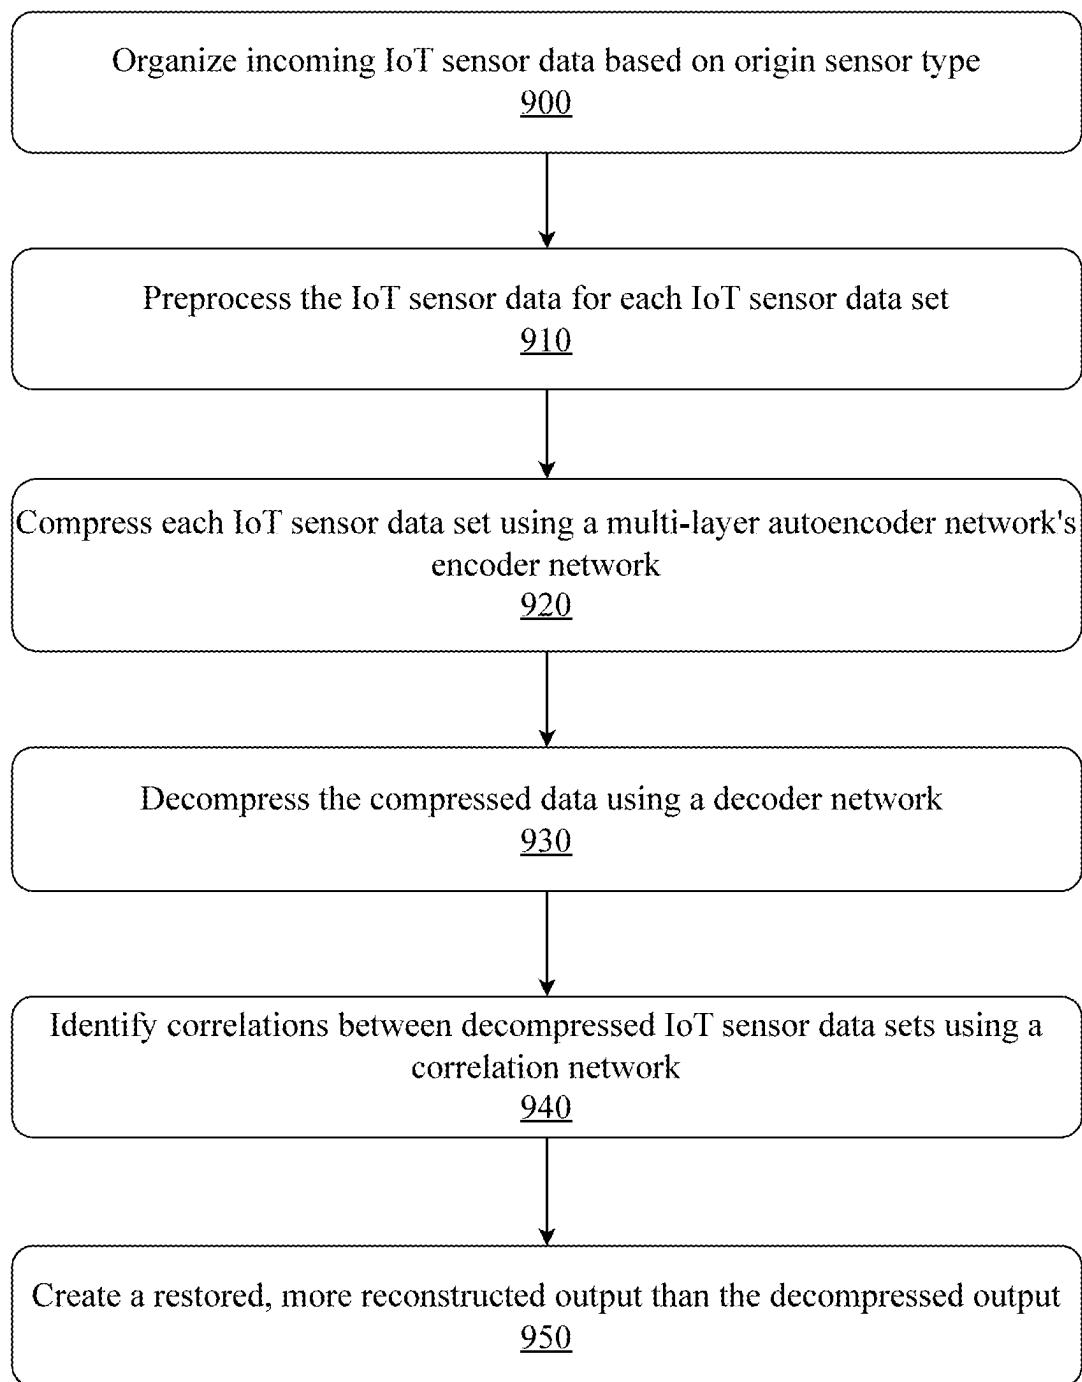 Organize incoming IoT sensor data based on origin sensor type
900
Preprocess the IoT sensor data for each IoT sensor data set
910
Compress each IoT sensor data set using a multi-layer autoencoder network's
encoder network
920
Decompress the compressed data using a decoder network
930
Identify correlations between decompressed IoT sensor data sets using a
correlation network
940
Create a restored, more reconstructed output than the decompressed output
950